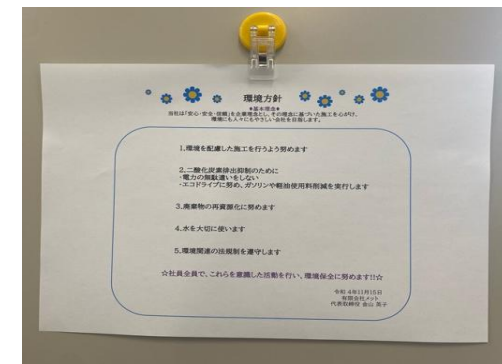 環境方針
◆基本理念◆
当社は「安心・安全・信頼」を企業理念とし、その理念に基づいた施工を心がけ、
環境にも人々にもやさしい会社を目指します。
1.環境を配慮した施工を行うよう努めます
2.二酸化炭素排出抑制のために
・電力の無駄遣いをしない
・エコドライブに努め、ガソリンや軽油使用料削減を実行します
3.廃棄物の再資源化に努めます
4.水を大切に使います
5.環境関連の法規制を遵守します
☆社員全員で、これらを意識した活動を行い、環境保全に努めます!!☆
令和4年11月15日
有限会社メット
代表取締役 金山 英子